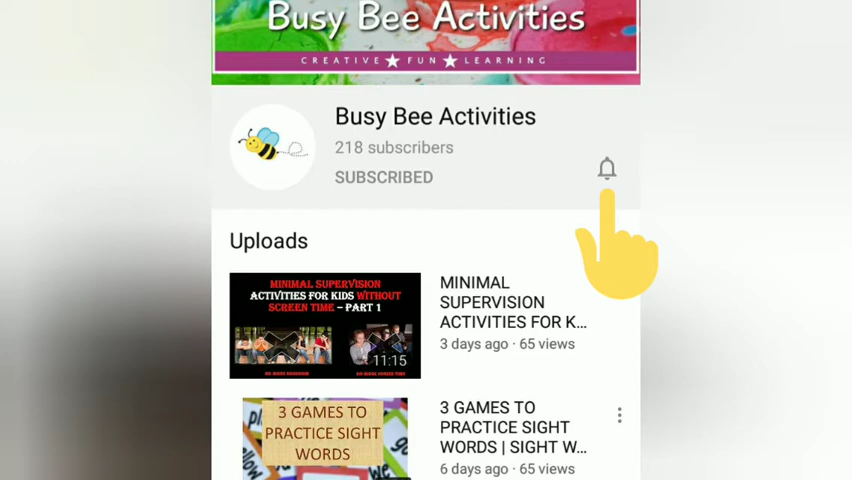 Busy Bee Activities
CREATIVE ★ FUN ★ LEARNING
Busy Bee Activities
218 subscribers
SUBSCRIBED
Uploads
MINIMAL SUPERVISION
ACTIVITIES FOR KIDS WITHOUT
SCREEN TIME – PART 1
11:15
MINIMAL
SUPERVISION
ACTIVITIES FOR K...
3 days ago · 65 views
3 GAMES TO
PRACTICE SIGHT
WORDS
3 GAMES TO
PRACTICE SIGHT
WORDS | SIGHT W...
6 days ago · 65 views